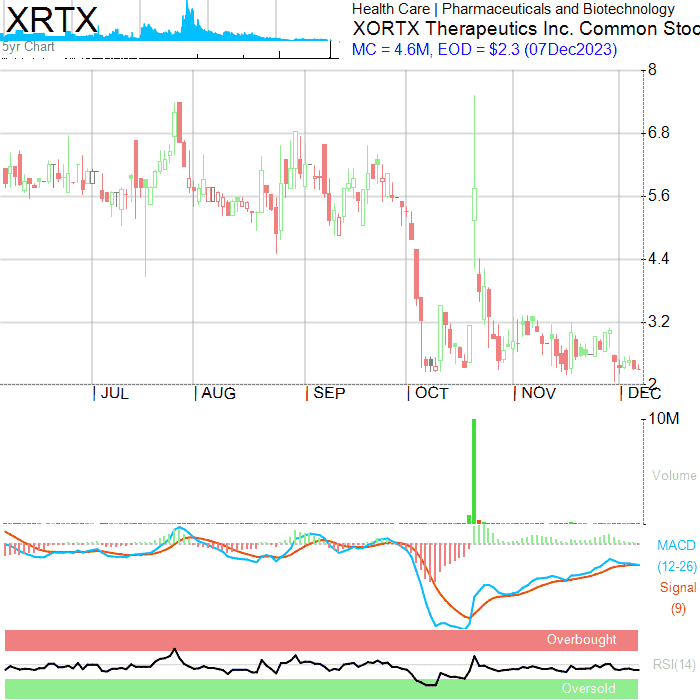 XRTX
5yr Chart
Health Care | Pharmaceuticals and Biotechnology
XORTX Therapeutics Inc. Common Stoc
MC = 4.6M, EOD = $2.3 (07Dec2023)
8
6.8
5.6
4.4
3.2
2
| JUL | AUG | SEP | OCT | NOV | DEC
10M
Volume
MACD
(12-26)
Signal
(9)
Overbought
RSI(14)
Oversold